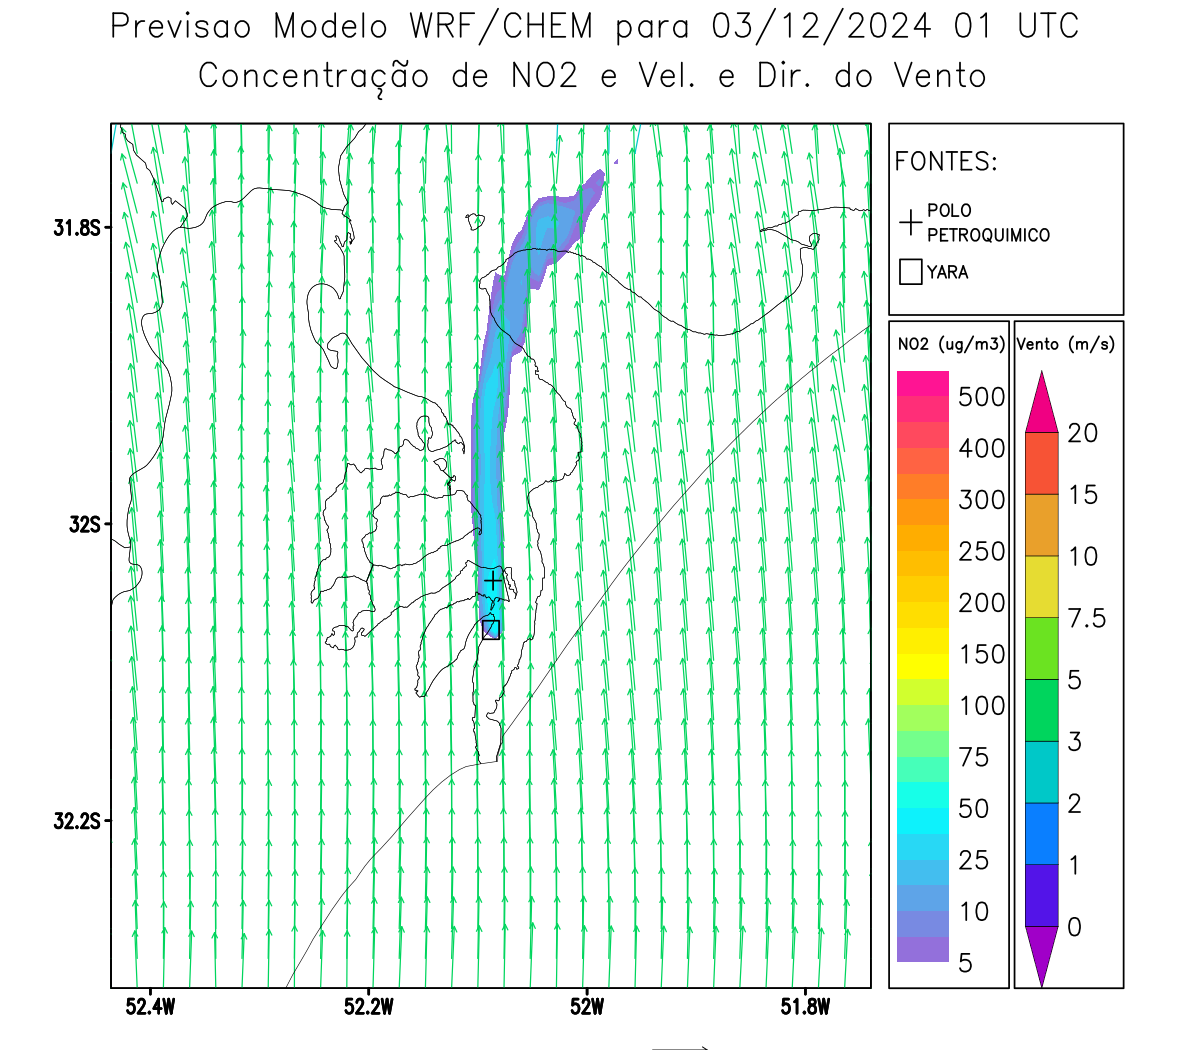 Previsao Modelo WRF/CHEM para 03/12/2024 01 UTC
Concentração de NO2 e Vel. e Dir. do Vento
FONTES:
POLO
PETROQUIMICO
YARA
NO2 (ug/m3)
500
400
300
250
200
150
100
75
50
25
10
5
Vento (m/s)
20
15
10
7.5
5
3
2
1
0
31.8S
32S
32.2S
52.4W
52.2W
52W
51.8W